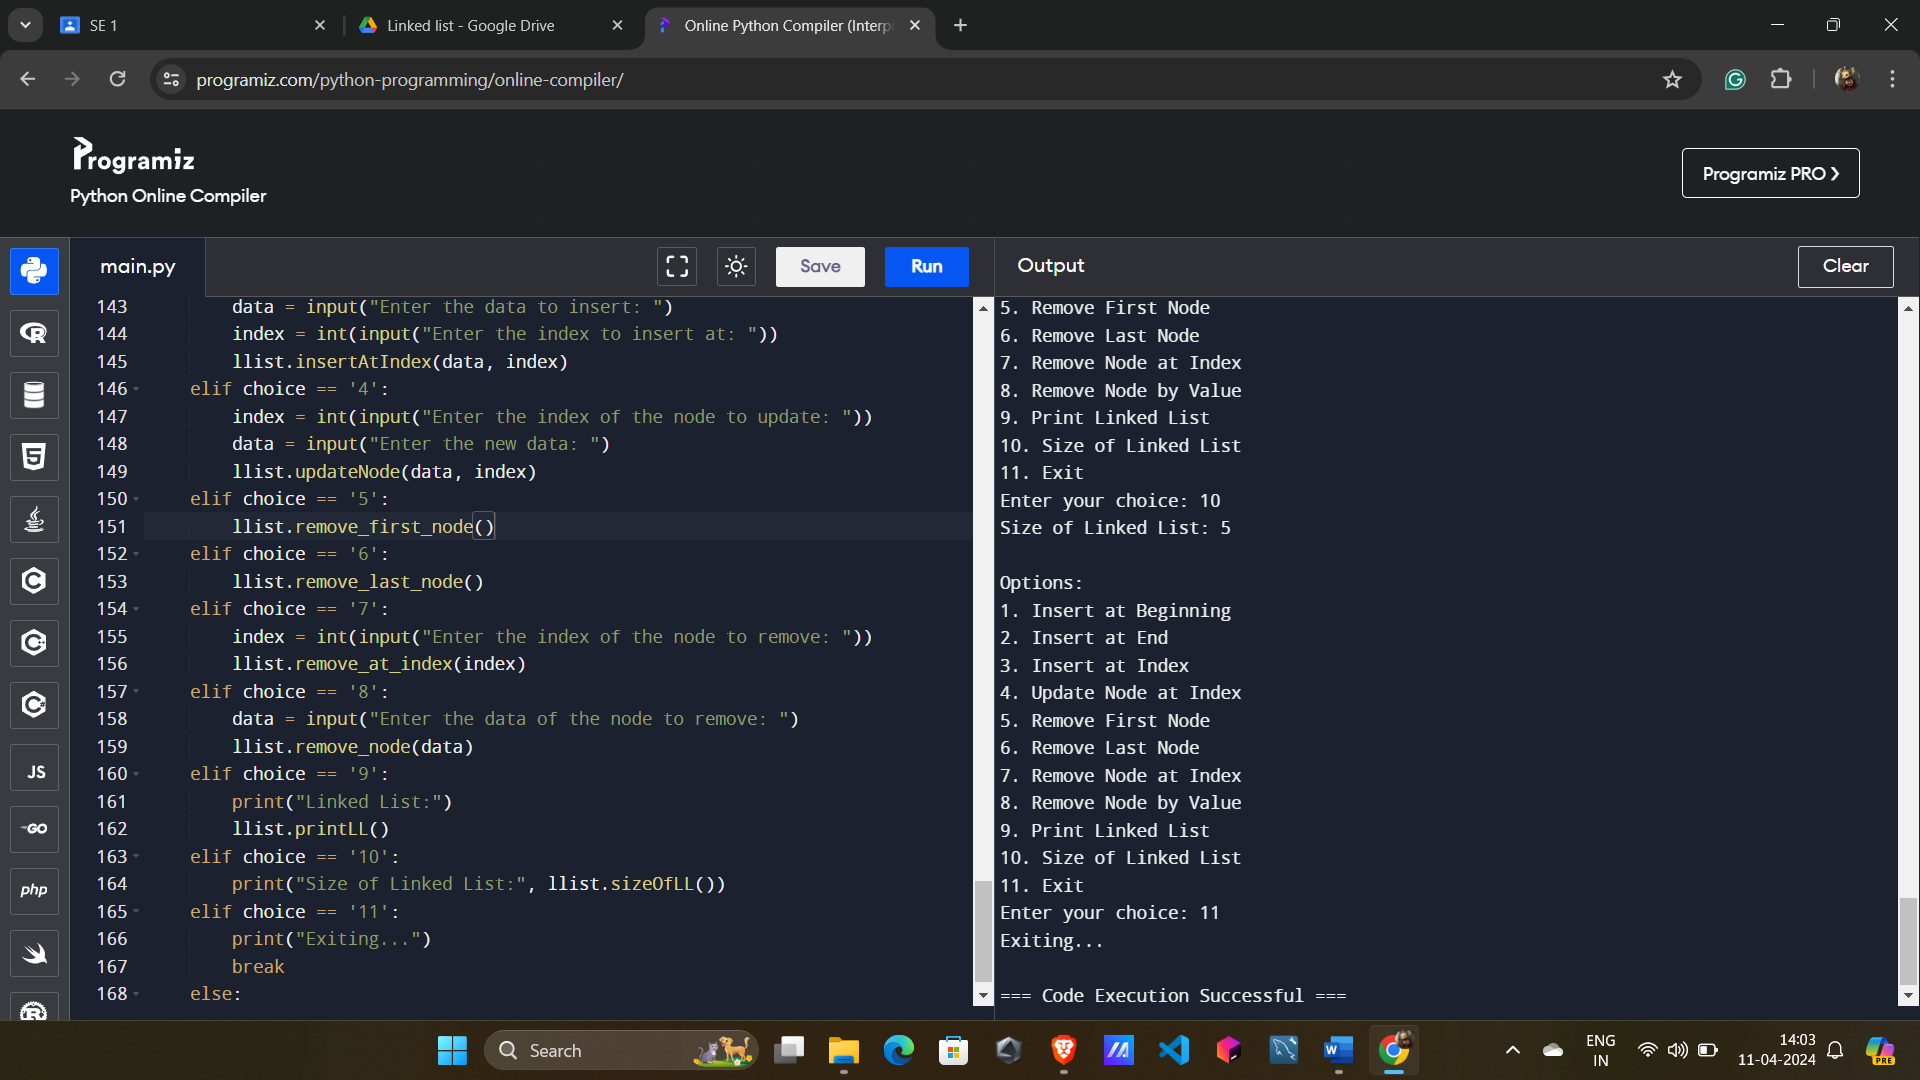 SE 1
Linked list - Google Drive
Online Python Compiler (Interp
programiz.com/python-programming/online-compiler/
Programiz
Python Online Compiler
Programiz PRO ❯
main.py
Save
Run
Output
Clear
143 data = input("Enter the data to insert: ")
144 index = int(input("Enter the index to insert at: "))
145 llist.insertAtIndex(data, index)
146 elif choice == '4':
147 index = int(input("Enter the index of the node to update: "))
148 data = input("Enter the new data: ")
149 llist.updateNode(data, index)
150 elif choice == '5':
151 llist.remove_first_node()
152 elif choice == '6':
153 llist.remove_last_node()
154 elif choice == '7':
155 index = int(input("Enter the index of the node to remove: "))
156 llist.remove_at_index(index)
157 elif choice == '8':
158 data = input("Enter the data of the node to remove: ")
159 llist.remove_node(data)
160 elif choice == '9':
161 print("Linked List:")
162 llist.printLL()
163 elif choice == '10':
164 print("Size of Linked List:", llist.sizeOfLL())
165 elif choice == '11':
166 print("Exiting...")
167 break
168 else:
5. Remove First Node
6. Remove Last Node
7. Remove Node at Index
8. Remove Node by Value
9. Print Linked List
10. Size of Linked List
11. Exit
Enter your choice: 10
Size of Linked List: 5
Options:
1. Insert at Beginning
2. Insert at End
3. Insert at Index
4. Update Node at Index
5. Remove First Node
6. Remove Last Node
7. Remove Node at Index
8. Remove Node by Value
9. Print Linked List
10. Size of Linked List
11. Exit
Enter your choice: 11
Exiting...
=== Code Execution Successful ===
JS
GO
php
Search
ENG
IN
14:03
11-04-2024
PRE